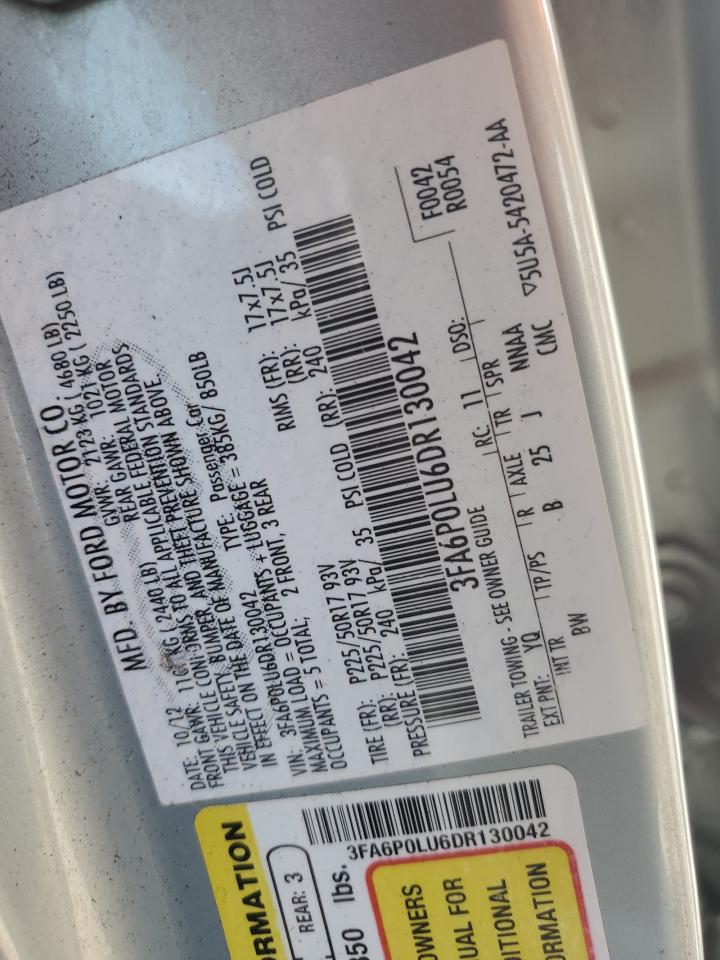 MFD. BY FORD MOTOR CO.
DATE: 10/12 GVWR: 2123 KG ( 4680 LB)
FRONT GAWR: KG ( 2440 LB) REAR GAWR: 1021 KG ( 2250 LB)
THIS VEHICLE CONFORMS TO ALL APPLICABLE FEDERAL MOTOR
VEHICLE SAFETY, BUMPER, AND THEFT PREVENTION STANDARDS
IN EFFECT ON THE DATE OF MANUFACTURE SHOWN ABOVE.
VIN: 3FA6P0LU6DR130042 TYPE: Passenger Car
MAXIMUM LOAD = OCCUPANTS + LUGGAGE = 385KG/ 850LB
OCCUPANTS = 5 TOTAL; 2 FRONT, 3 REAR
TIRE (FR): P225/50R17 93V RIMS (FR): 17x7.5J
(RR): P225/50R17 93V (RR): 17x7.5J
PRESSURE (FR): 240 kPa/ 35 PSI COLD (RR): 240 kPa/ 35 PSI COLD
3FA6P0LU6DR130042
F0042
R0054
TRAILER TOWING - SEE OWNER GUIDE RC: 11 DSO:
EXT PNT: YQ
INT TR TP/PS R AXLE TR SPR
BW B 25 J NNAA
CMC
▽5U5A-5420472-AA
3FA6P0LU6DR130042
ORMATION
REAR: 3
350 lbs.
OWNERS
UAL FOR
DITIONAL
ORMATION